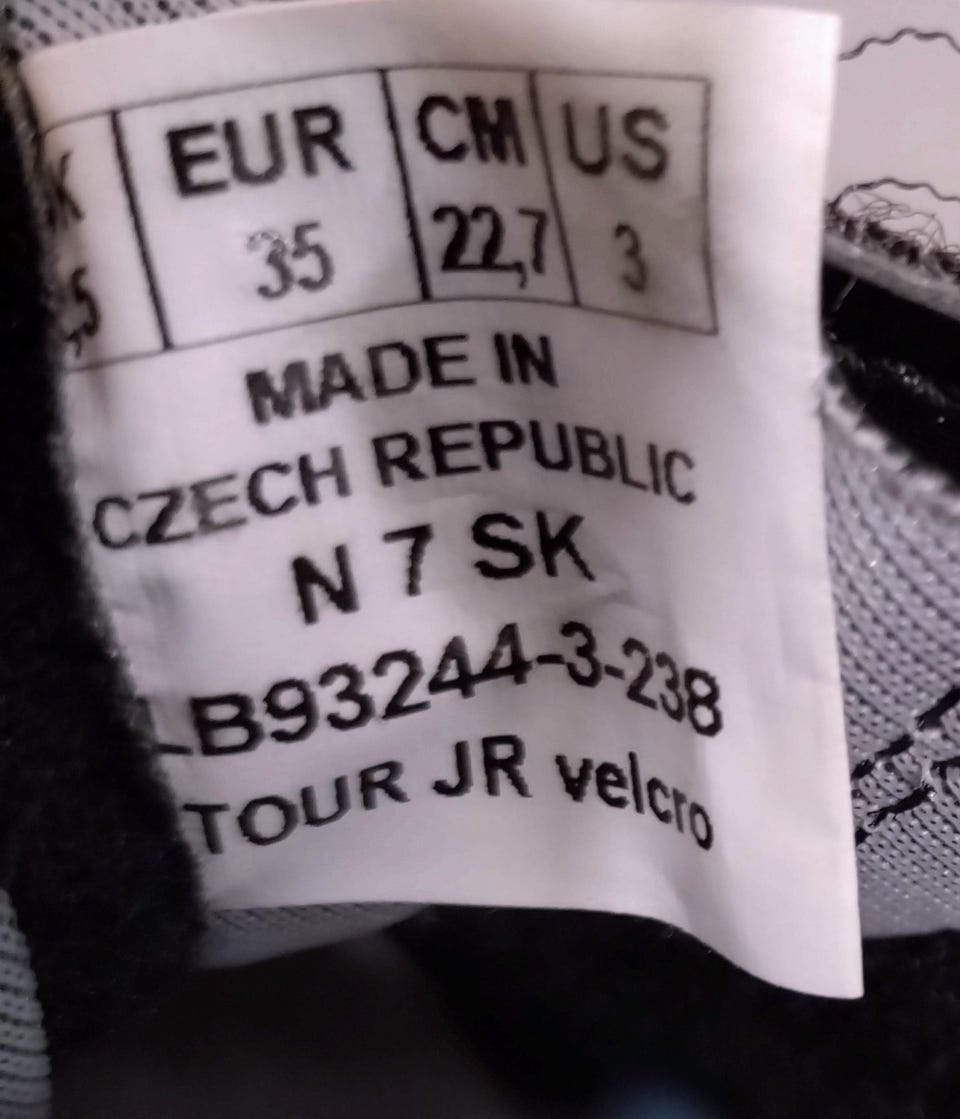 EUR CM US
35 22,7 3
MADE IN
CZECH REPUBLIC
N 7 SK
LB93244-3-238
TOUR JR velcro